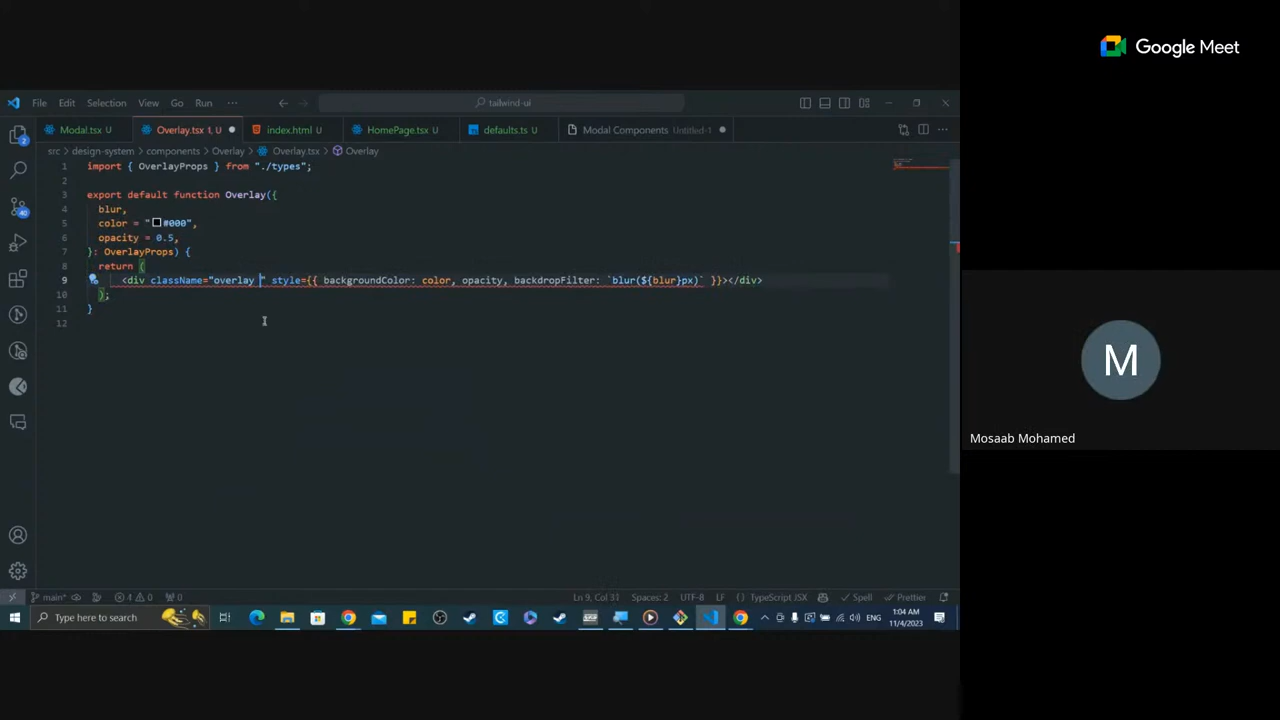 Google Meet
File Edit Selection View Go Run ··· tailwind-ui
Modal.tsx U Overlay.tsx 1, U index.html U HomePage.tsx U defaults.ts U Modal Components Untitled-1
src > design-system > components > Overlay > Overlay.tsx > Overlay
1 import { OverlayProps } from "./types";
2
3 export default function Overlay({
4 blur,
5 color = "#000",
6 opacity = 0.5,
7 }: OverlayProps) {
8 return (
9 <div className="overlay " style={{ backgroundColor: color, opacity, backdropFilter: `blur(${blur}px)` }}></div>
10 );
11 }
12
Mosaab Mohamed
main* 0 Ln 9, Col 31 Spaces: 2 UTF-8 LF { } TypeScript JSX Spell Prettier
Type here to search ENG 1:04 AM
11/4/2023